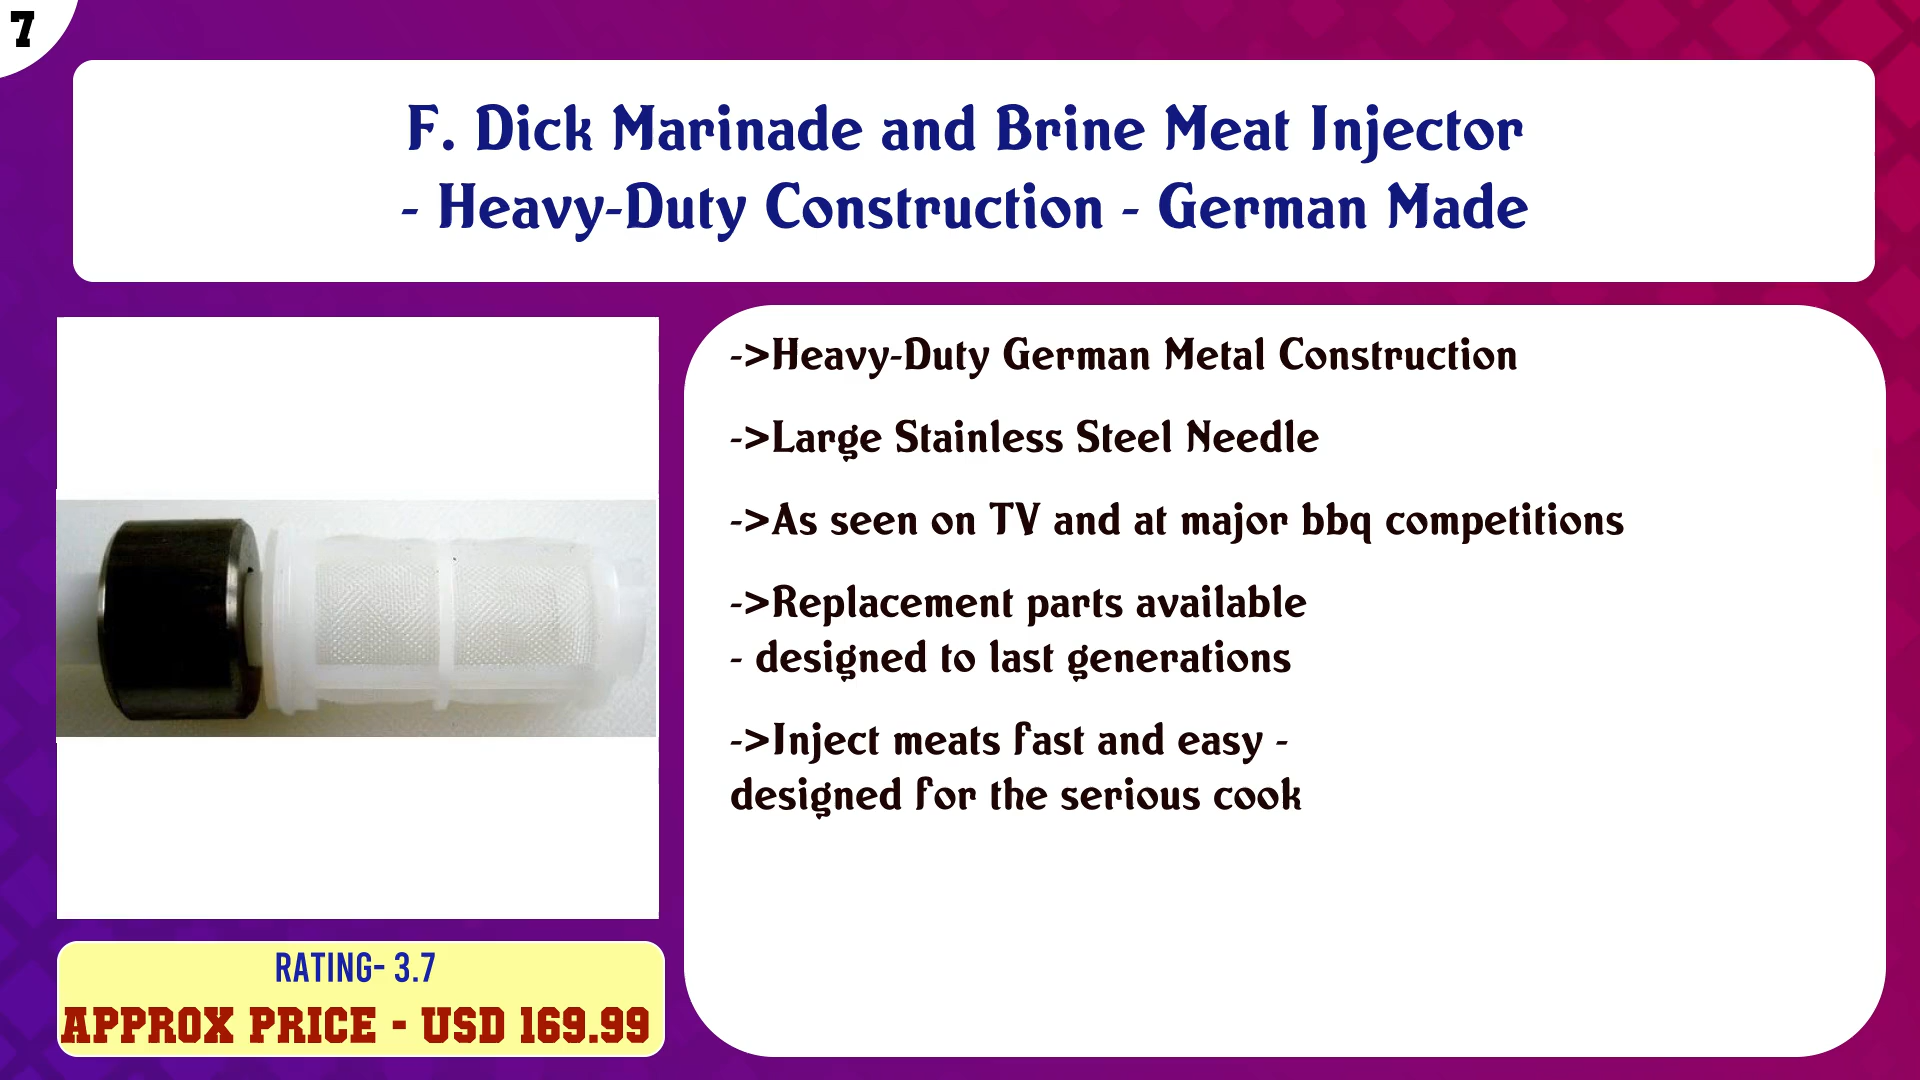 7
F. Dick Marinade and Brine Meat Injector
- Heavy-Duty Construction - German Made
->Heavy-Duty German Metal Construction
->Large Stainless Steel Needle
->As seen on TV and at major bbq competitions
->Replacement parts available
- designed to last generations
->Inject meats fast and easy -
designed for the serious cook
RATING- 3.7
APPROX PRICE - USD 169.99